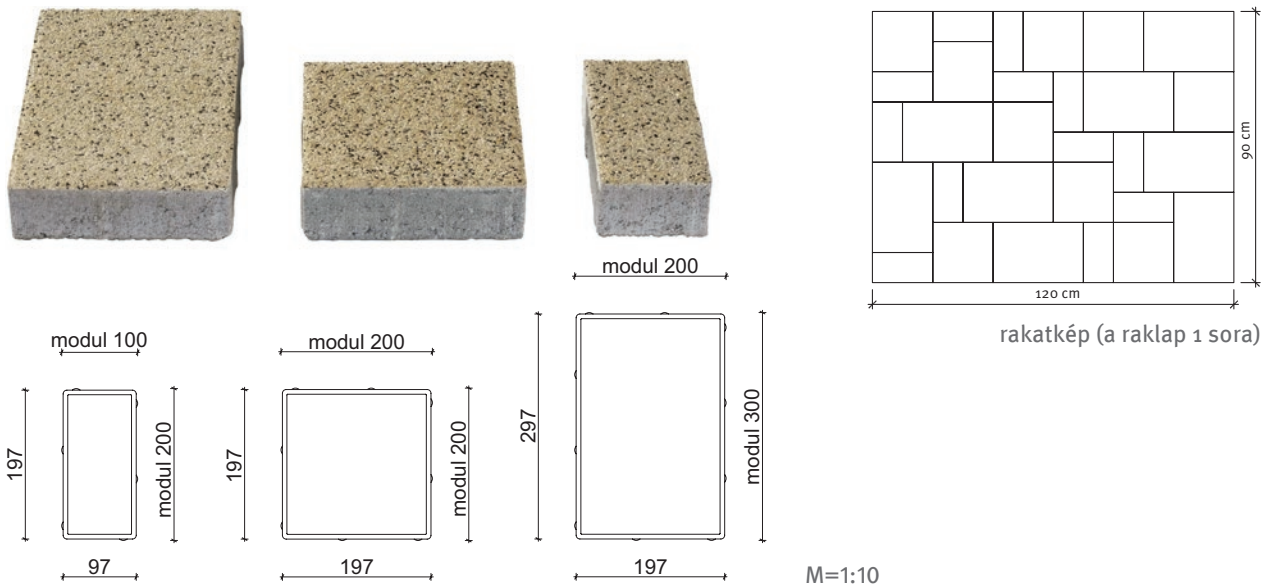 90 cm
120 cm
rakatkép (a raklap 1 sora)
modul 200
modul 100
modul 200
197
modul 200
97
197
modul 200
197
297
modul 300
197
M=1:10